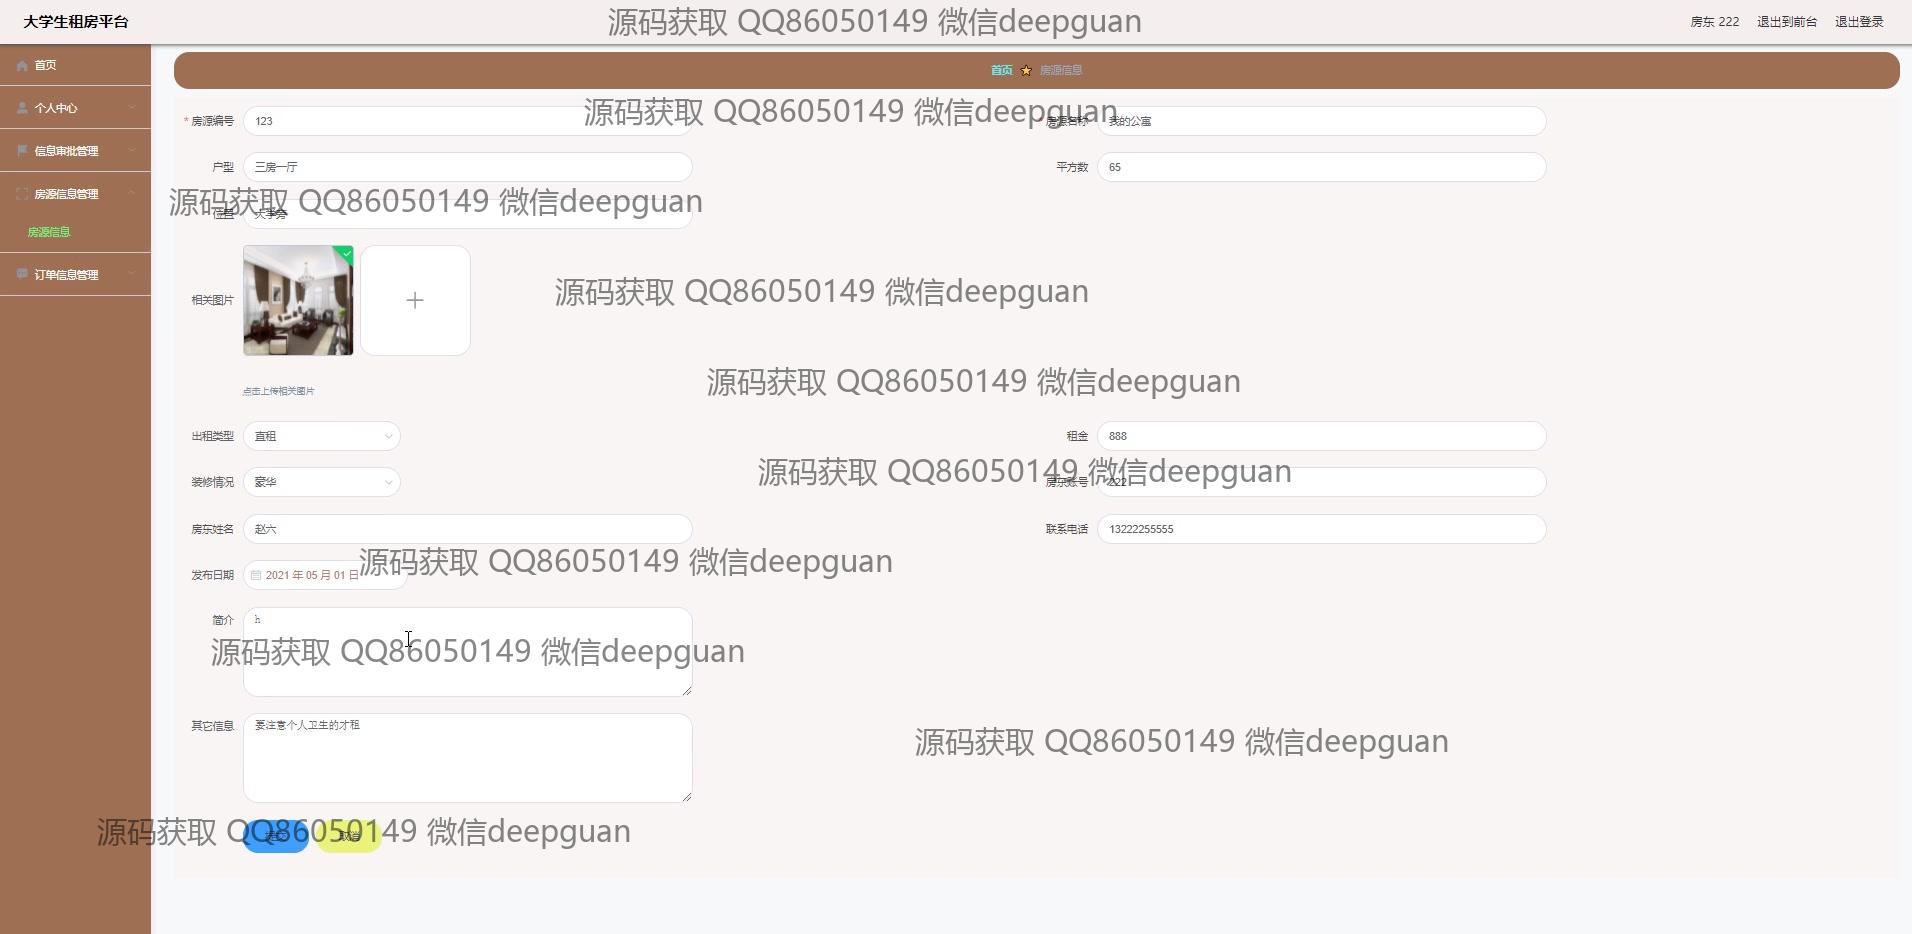 大学生租房平台
源码获取 QQ86050149 微信deepguan
房东 222 退出到前台 退出登录
首页
个人中心
信息审批管理
房源信息管理
房源信息
订单信息管理
首页 房源信息
源码获取 QQ86050149 微信deepguan
* 房源编号 123
* 房源名称 我的公寓
户型 三房一厅
平方数 65
源码获取 QQ86050149 微信deepguan
位置 大学旁
相关图片
源码获取 QQ86050149 微信deepguan
点击上传相关图片
源码获取 QQ86050149 微信deepguan
出租类型 直租
租金 888
源码获取 QQ86050149 微信deepguan
装修情况 豪华
房东账号 222
房东姓名 赵六
联系电话 13222255555
源码获取 QQ86050149 微信deepguan
发布日期 2021 年 05 月 01 日
简介 h
源码获取 QQ86050149 微信deepguan
其它信息 要注意个人卫生的才租
源码获取 QQ86050149 微信deepguan
源码获取 QQ86050149 微信deepguan
取消